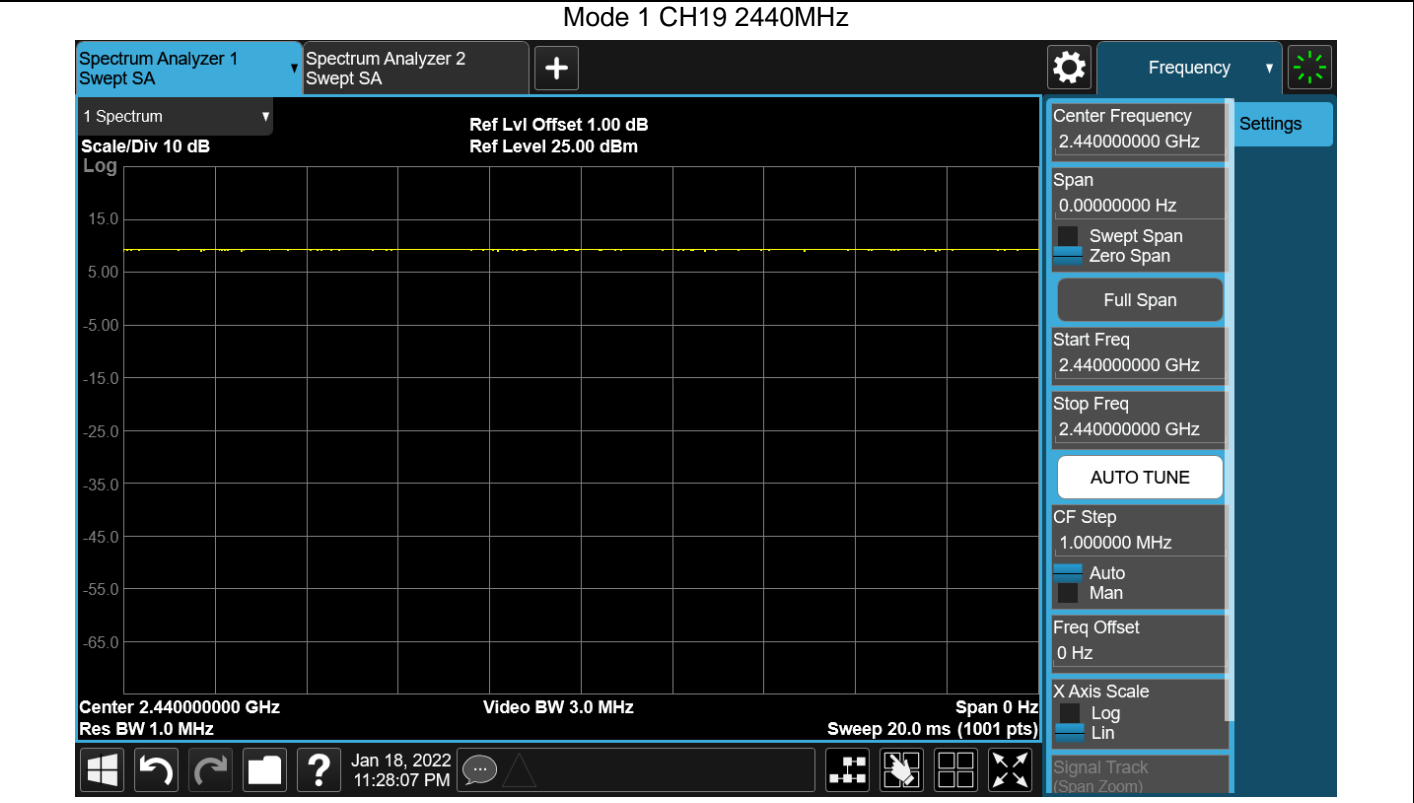 Mode 1 CH19 2440MHz
Spectrum Analyzer 1
Swept SA
Spectrum Analyzer 2
Swept SA
Frequency
1 Spectrum
Scale/Div 10 dB
Log
Ref Lvl Offset 1.00 dB
Ref Level 25.00 dBm
15.0
5.00
-5.00
-15.0
-25.0
-35.0
-45.0
-55.0
-65.0
Center 2.440000000 GHz
Res BW 1.0 MHz
Video BW 3.0 MHz
Span 0 Hz
Sweep 20.0 ms (1001 pts)
Center Frequency
2.440000000 GHz
Settings
Span
0.00000000 Hz
Swept Span
Zero Span
Full Span
Start Freq
2.440000000 GHz
Stop Freq
2.440000000 GHz
AUTO TUNE
CF Step
1.000000 MHz
Auto
Man
Freq Offset
0 Hz
X Axis Scale
Log
Lin
Signal Track
(Span Zoom)
?
Jan 18, 2022
11:28:07 PM